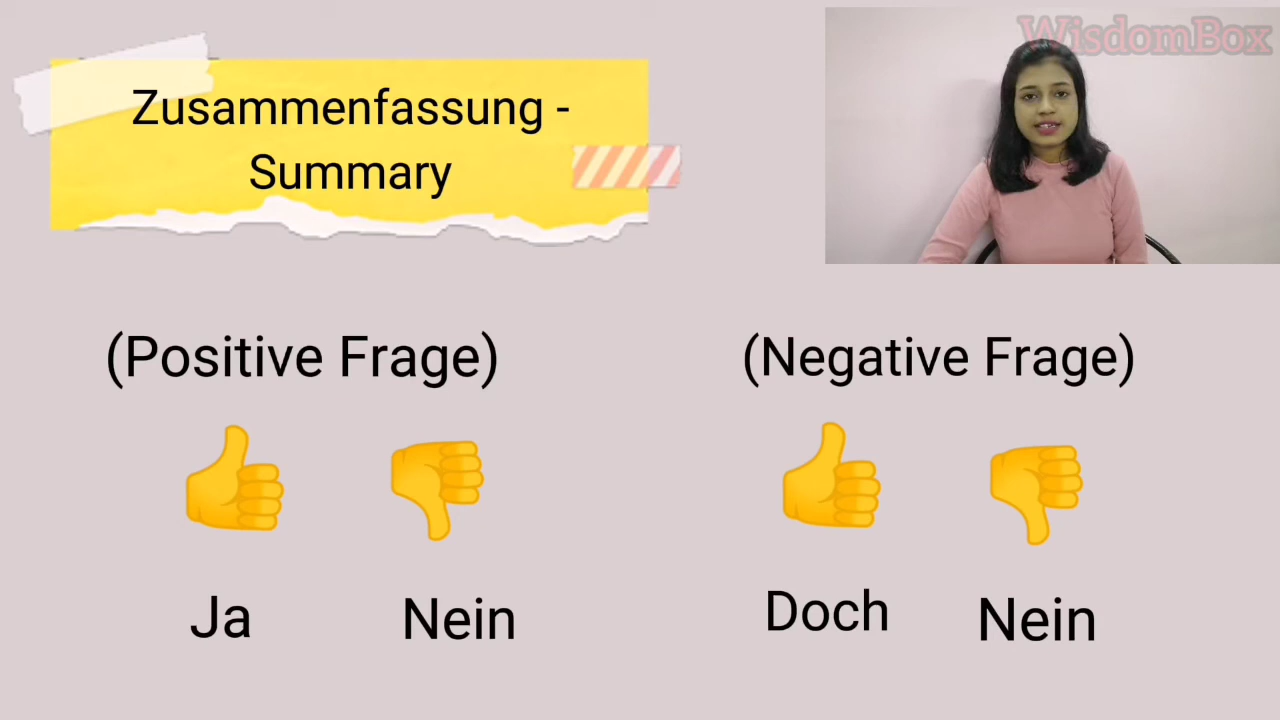 WisdomBox
Zusammenfassung -
Summary
(Positive Frage)
(Negative Frage)
Ja
Nein
Doch
Nein